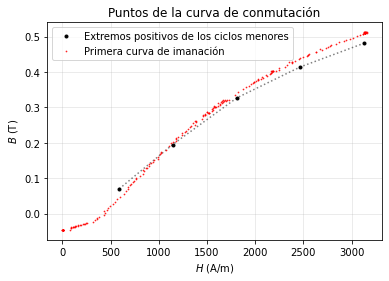 Puntos de la curva de conmutación
Extremos positivos de los ciclos menores
Primera curva de imanación
0.5
0.4
0.3
0.2
0.1
0.0
B (T)
0 500 1000 1500 2000 2500 3000
H (A/m)